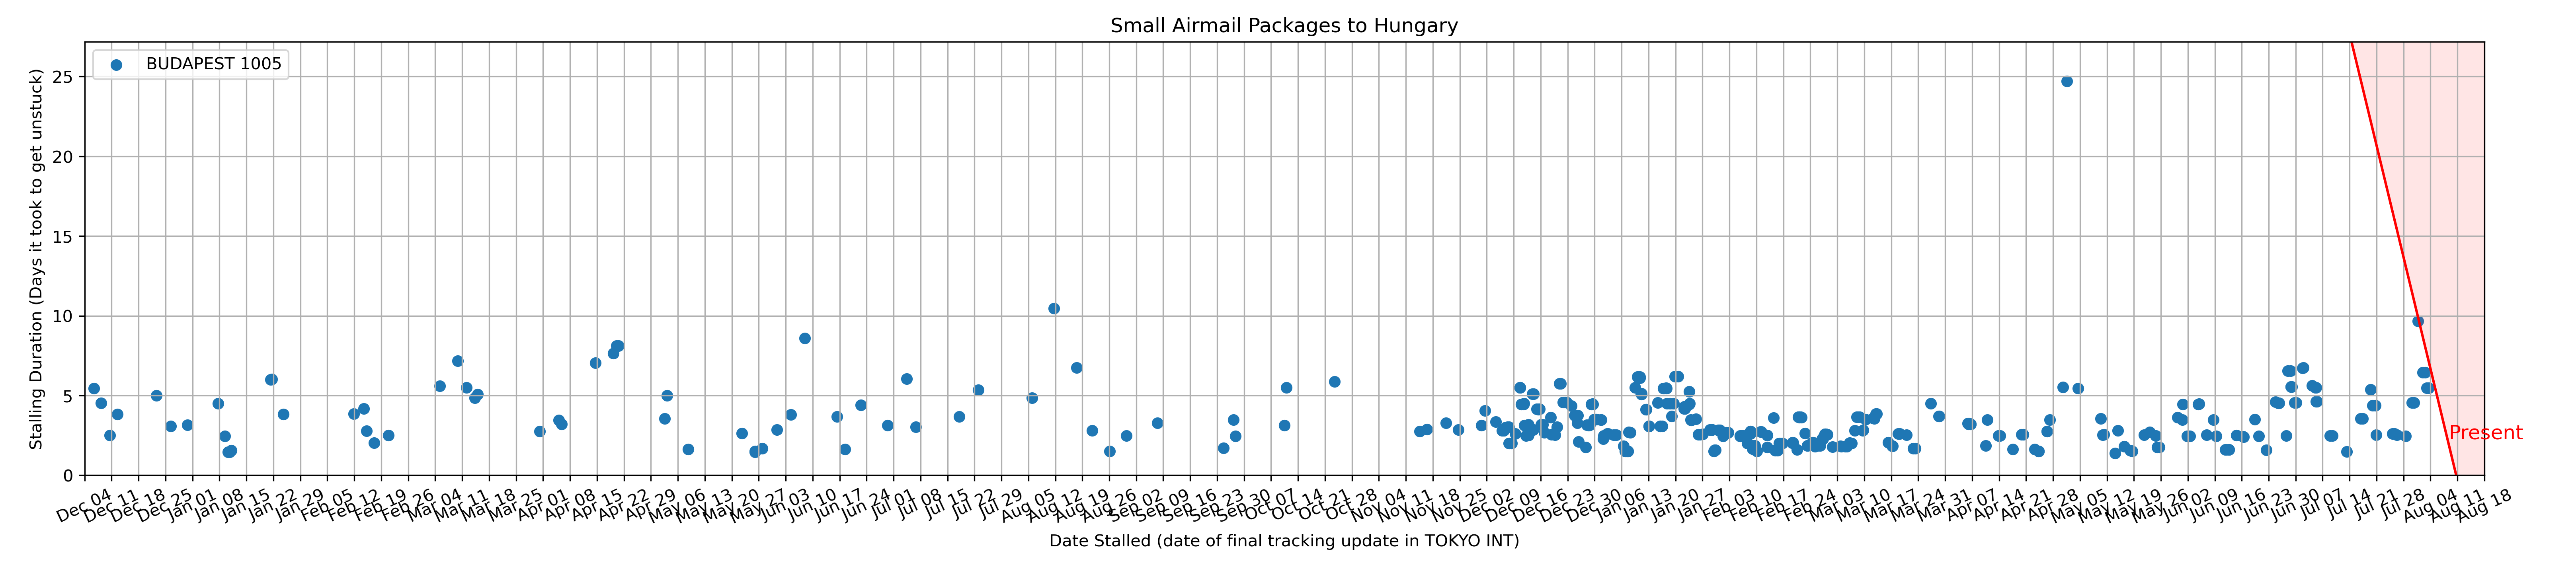 Small Airmail Packages to Hungary
BUDAPEST 1005
Stalling Duration (Days it took to get unstuck)
25
20
15
10
5
0
Present
Dec 04 Dec 11 Dec 18 Dec 25 Jan 01 Jan 08 Jan 15 Jan 22 Jan 29 Feb 05 Feb 12 Feb 19 Feb 26 Mar 04 Mar 11 Mar 18 Mar 25 Apr 01 Apr 08 Apr 15 Apr 22 Apr 29 May 06 May 13 May 20 May 27 Jun 03 Jun 10 Jun 17 Jun 24 Jul 01 Jul 08 Jul 15 Jul 22 Jul 29 Aug 05 Aug 12 Aug 19 Aug 26 Sep 02 Sep 09 Sep 16 Sep 23 Sep 30 Oct 07 Oct 14 Oct 21 Oct 28 Nov 04 Nov 11 Nov 18 Nov 25 Dec 02 Dec 09 Dec 16 Dec 23 Dec 30 Jan 06 Jan 13 Jan 20 Jan 27 Feb 03 Feb 10 Feb 17 Feb 24 Mar 03 Mar 10 Mar 17 Mar 24 Mar 31 Apr 07 Apr 14 Apr 21 Apr 28 May 05 May 12 May 19 May 26 Jun 02 Jun 09 Jun 16 Jun 23 Jun 30 Jul 07 Jul 14 Jul 21 Jul 28 Aug 04 Aug 11 Aug 18
Date Stalled (date of final tracking update in TOKYO INT)